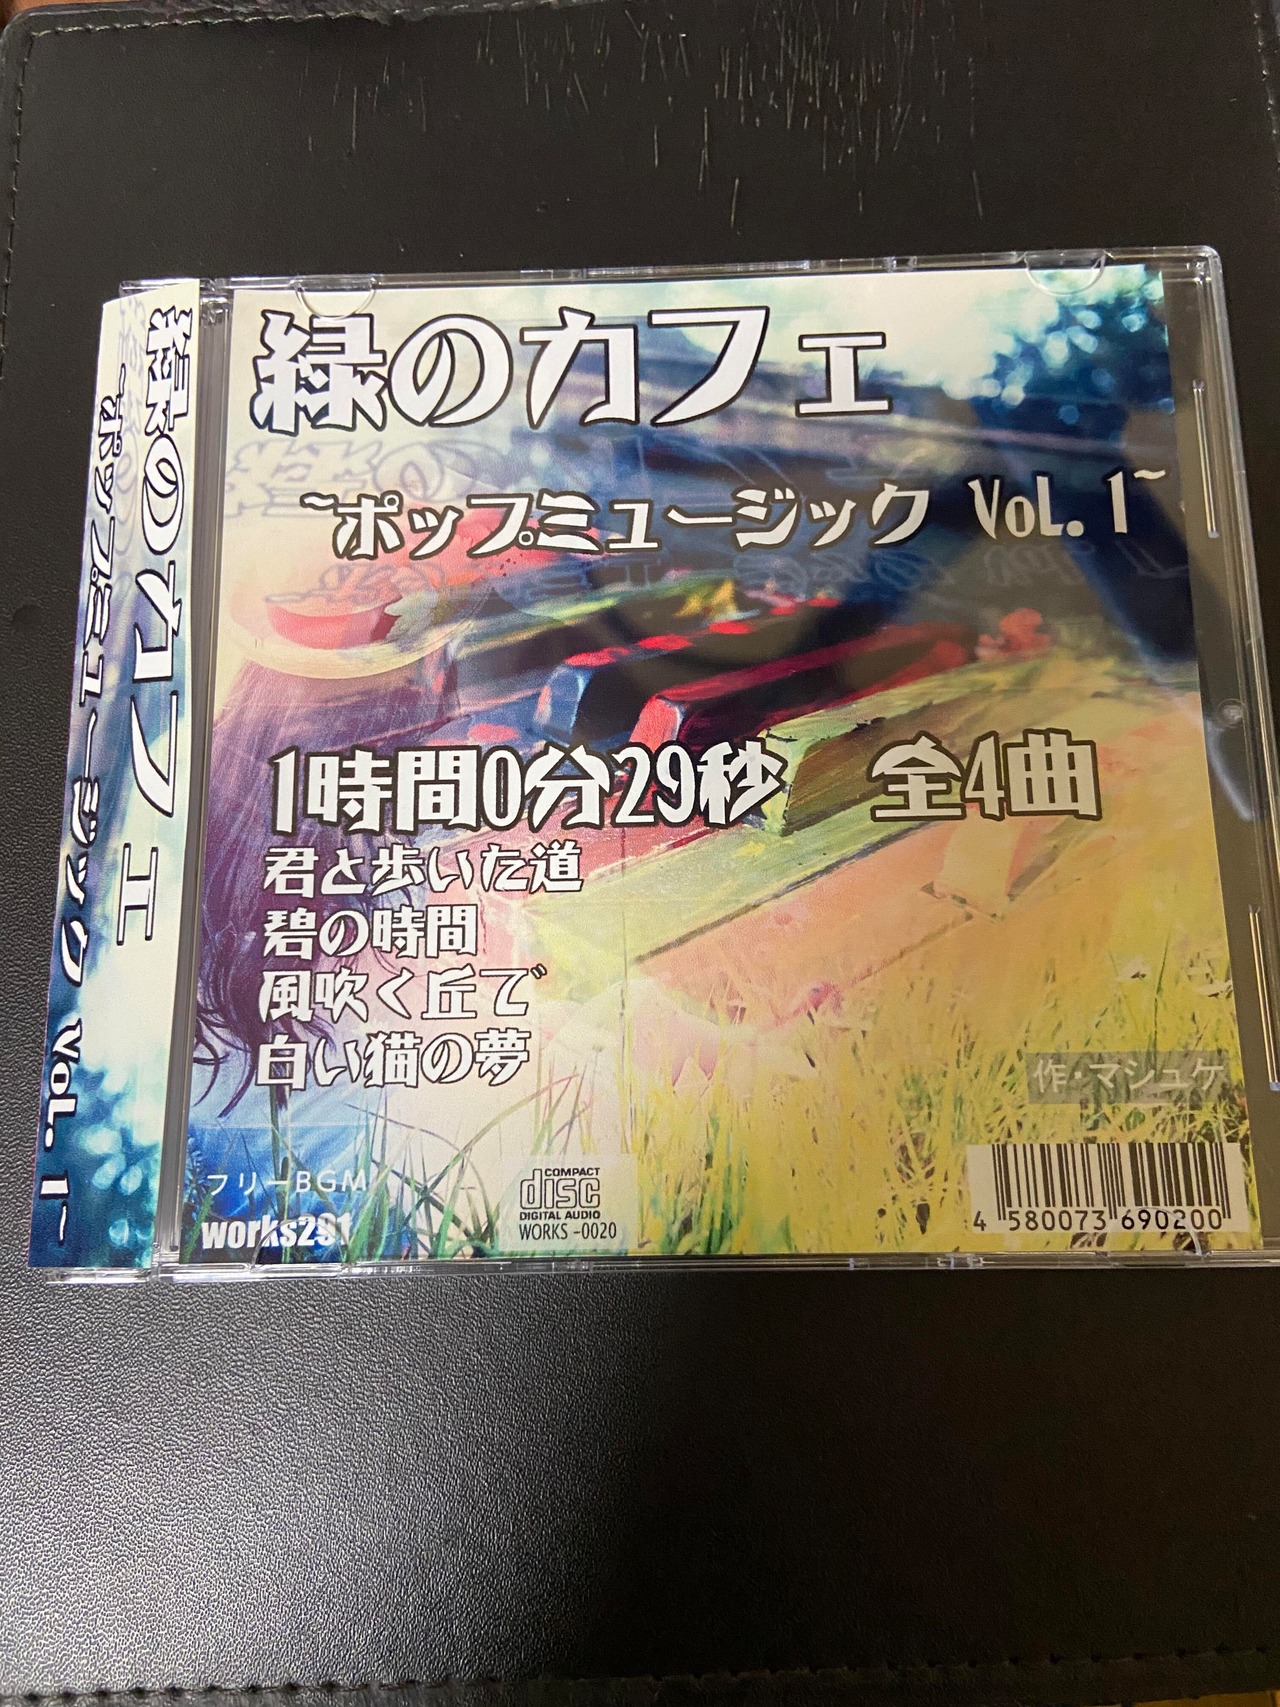 緑のカフェ
~ポップミュージック VOL.1~
緑のカフェ
~ポップミュージック VOL.1~
1時間0分29秒 全4曲
君と歩いた道
碧の時間
風吹く丘で
白い猫の夢
作・マシュケ
フリーBGM
works291
COMPACT
disc
DIGITAL AUDIO
WORKS -0020
4 580073 690200